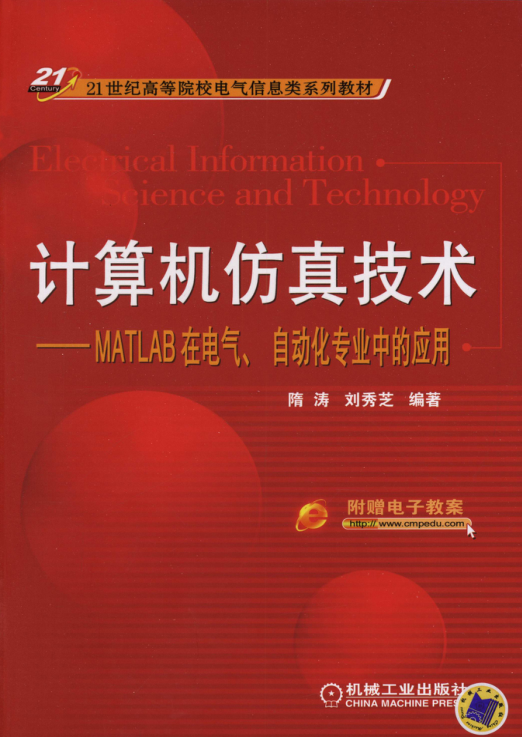 21
Century
21世纪高等院校电气信息类系列教材
Electrical Information
Science and Technology
计算机仿真技术
——MATLAB在电气、自动化专业中的应用
隋 涛 刘秀芝 编著
附赠电子教案
http:// www.cmpedu.com
机械工业出版社
CHINA MACHINE PRESS